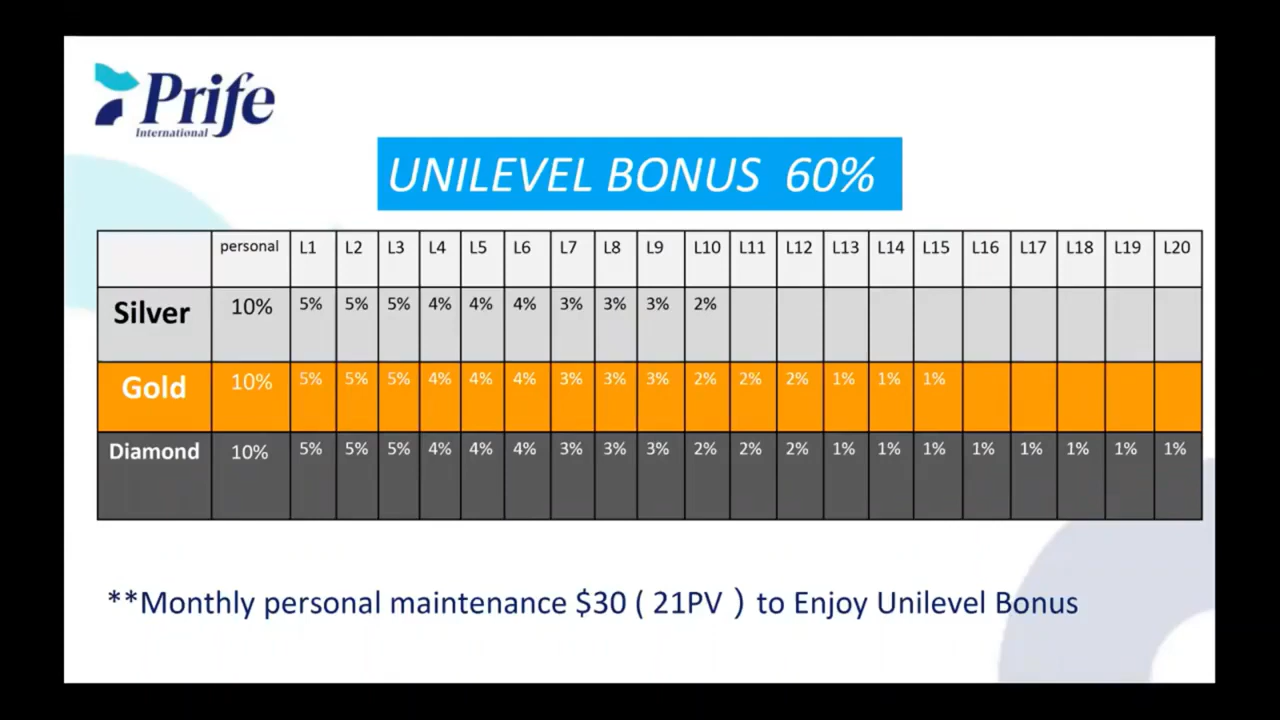 Prife
International
UNILEVEL BONUS 60%
personal L1 L2 L3 L4 L5 L6 L7 L8 L9 L10 L11 L12 L13 L14 L15 L16 L17 L18 L19 L20
Silver 10% 5% 5% 5% 4% 4% 4% 3% 3% 3% 2%
Gold 10% 5% 5% 5% 4% 4% 4% 3% 3% 3% 2% 2% 2% 1% 1% 1%
Diamond 10% 5% 5% 5% 4% 4% 4% 3% 3% 3% 2% 2% 2% 1% 1% 1% 1% 1% 1% 1% 1%
**Monthly personal maintenance $30 ( 21PV ) to Enjoy Unilevel Bonus